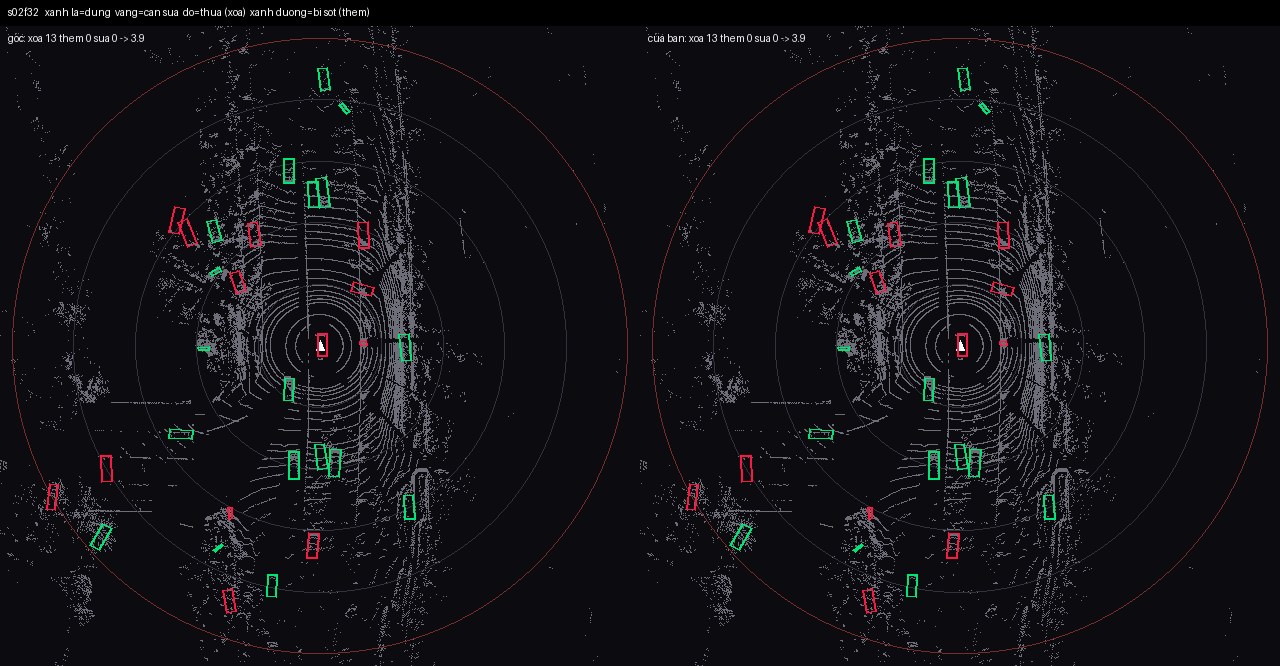 s02f32 xanh la=dung vang=can sua do=thua (xoa) xanh duong=bi sot (them)
gốc: xoa 13 them 0 sua 0 -> 3.9
của bạn: xoa 13 them 0 sua 0 -> 3.9